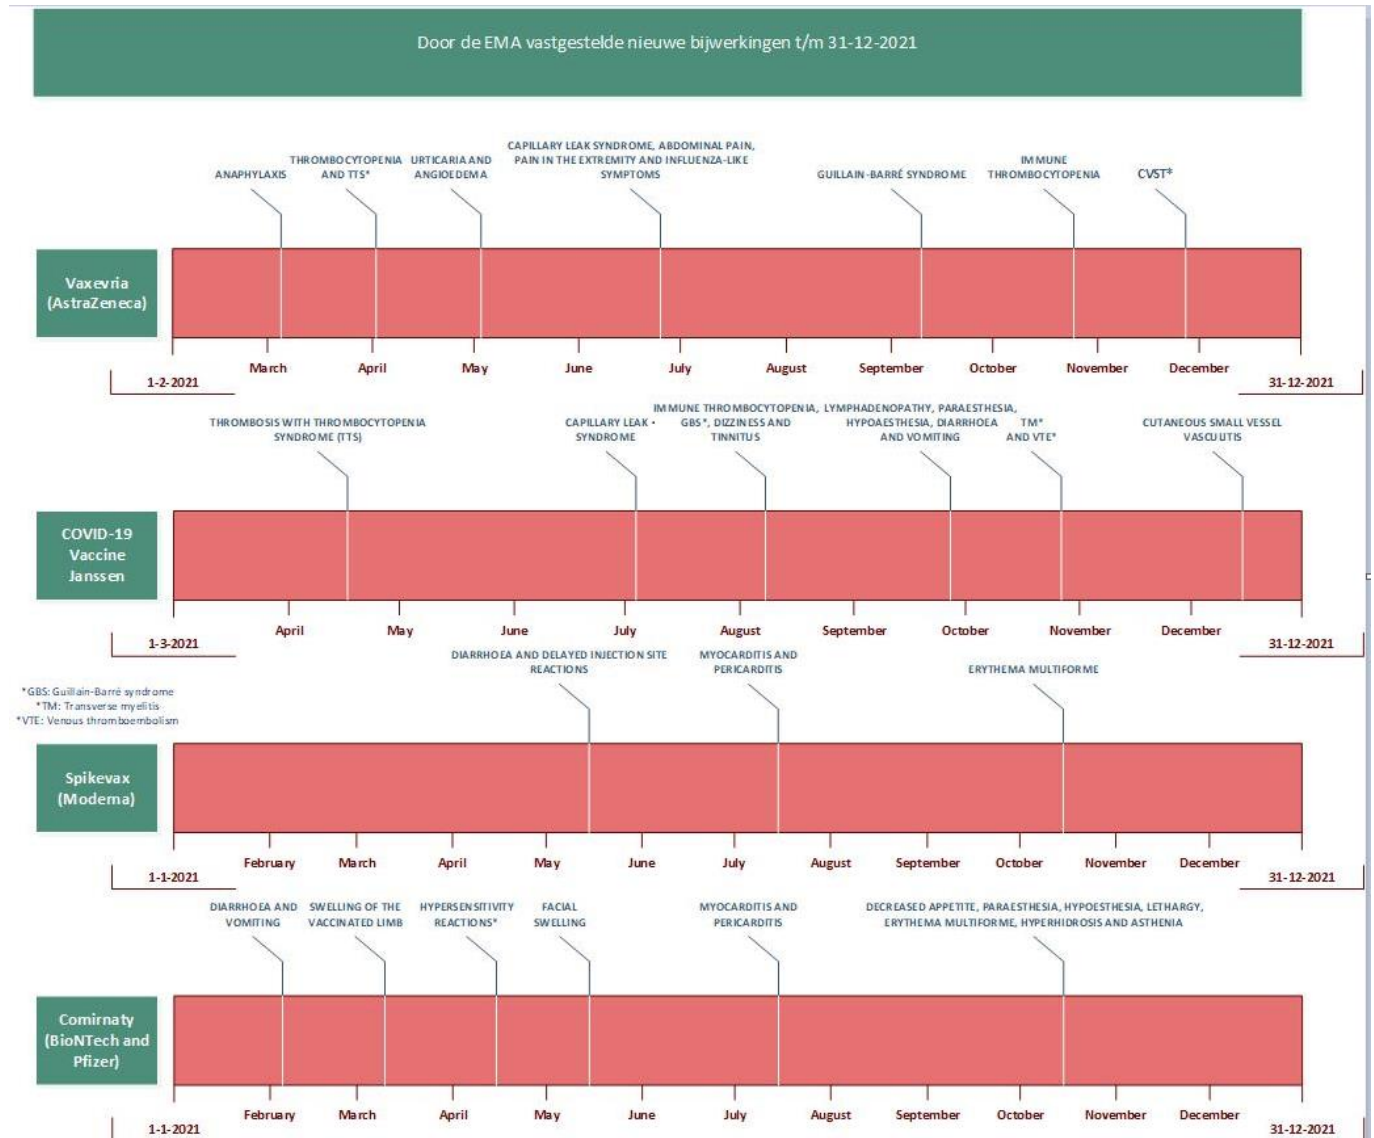 Door de EMA vastgestelde nieuwe bijwerkingen t/m 31-12-2021
ANAPHYLAXIS
THROMBOCYTOPENIA
AND TTS*
URTICARIA AND
ANGIOEDEMA
CAPILLARY LEAK SYNDROME, ABDOMINAL PAIN,
PAIN IN THE EXTREMITY AND INFLUENZA-LIKE
SYMPTOMS
GUILLAIN-BARRÉ SYNDROME
IMMUNE
THROMBOCYTOPENIA
CVST*
Vaxevria
(AstraZeneca)
March
April
May
June
July
August
September
October
November
December
1-2-2021
31-12-2021
THROMBOSIS WITH THROMBOCYTOPENIA
SYNDROME (TTS)
CAPILLARY LEAK •
SYNDROME
IMMUNE THROMBOCYTOPENIA,
GBS*, DIZZINESS AND
TINNITUS
LYMPHADENOPATHY, PARAESTHESIA,
HYPOAESTHESIA, DIARRHOEA
AND VOMITING
TM*
AND VTE*
CUTANEOUS SMALL VESSEL
VASCULITIS
COVID-19
Vaccine
Janssen
April
May
June
July
August
September
October
November
December
1-3-2021
31-12-2021
*GBS: Guillain-Barré syndrome
*TM: Transverse myelitis
*VTE: Venous thromboembolism
DIARRHOEA AND DELAYED INJECTION SITE
REACTIONS
MYOCARDITIS AND
PERICARDITIS
ERYTHEMA MULTIFORME
Spikevax
(Moderna)
February
March
April
May
June
July
August
September
October
November
December
1-1-2021
31-12-2021
DIARRHOEA AND
VOMITING
SWELLING OF THE
VACCINATED LIMB
HYPERSENSITIVITY
REACTIONS*
FACIAL
SWELLING
MYOCARDITIS AND
PERICARDITIS
DECREASED APPETITE, PARAESTHESIA, HYPOESTHESIA, LETHARGY,
ERYTHEMA MULTIFORME, HYPERHIDROSIS AND ASTHENIA
Comirnaty
(BioNTech and
Pfizer)
February
March
April
May
June
July
August
September
October
November
December
1-1-2021
31-12-2021